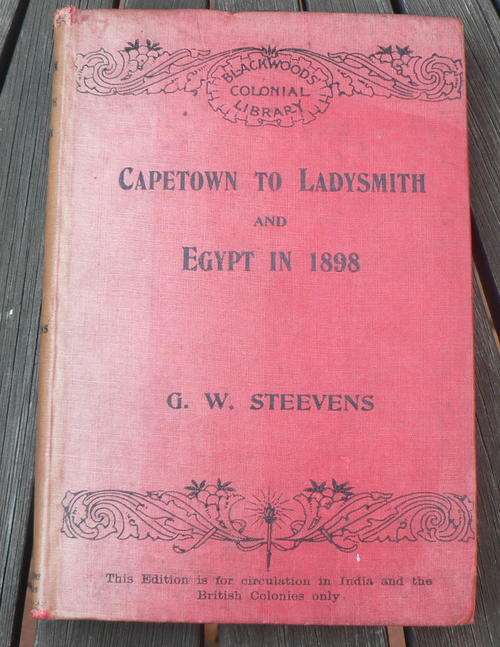 BLACKWOODS'
COLONIAL
LIBRARY
CAPETOWN TO LADYSMITH
AND
EGYPT IN 1898
G. W. STEEVENS
This Edition is for circulation in India and the
British Colonies only.